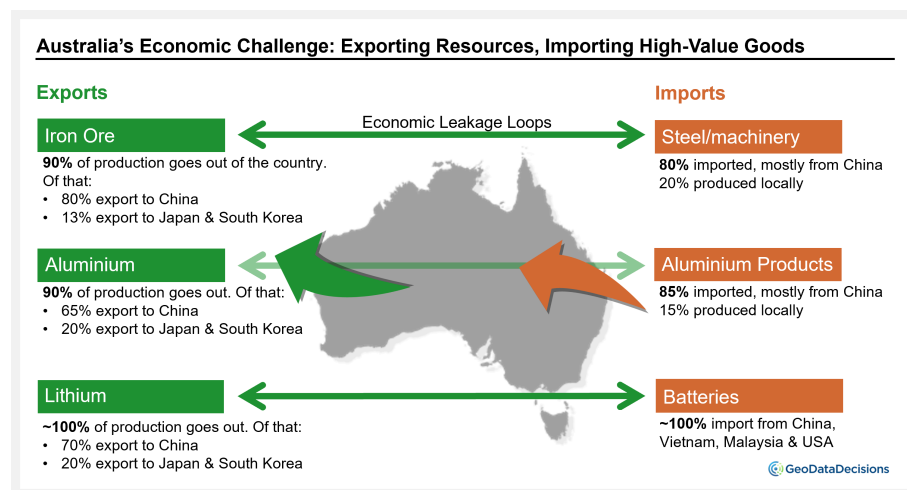 Australia's Economic Challenge: Exporting Resources, Importing High-Value Goods
Exports
Imports
Economic Leakage Loops
Iron Ore
90% of production goes out of the country.
Of that:
• 80% export to China
• 13% export to Japan & South Korea
Steel/machinery
80% imported, mostly from China
20% produced locally
Aluminium
90% of production goes out. Of that:
• 65% export to China
• 20% export to Japan & South Korea
Aluminium Products
85% imported, mostly from China
15% produced locally
Lithium
~100% of production goes out. Of that:
• 70% export to China
• 20% export to Japan & South Korea
Batteries
~100% import from China,
Vietnam, Malaysia & USA
GeoDataDecisions